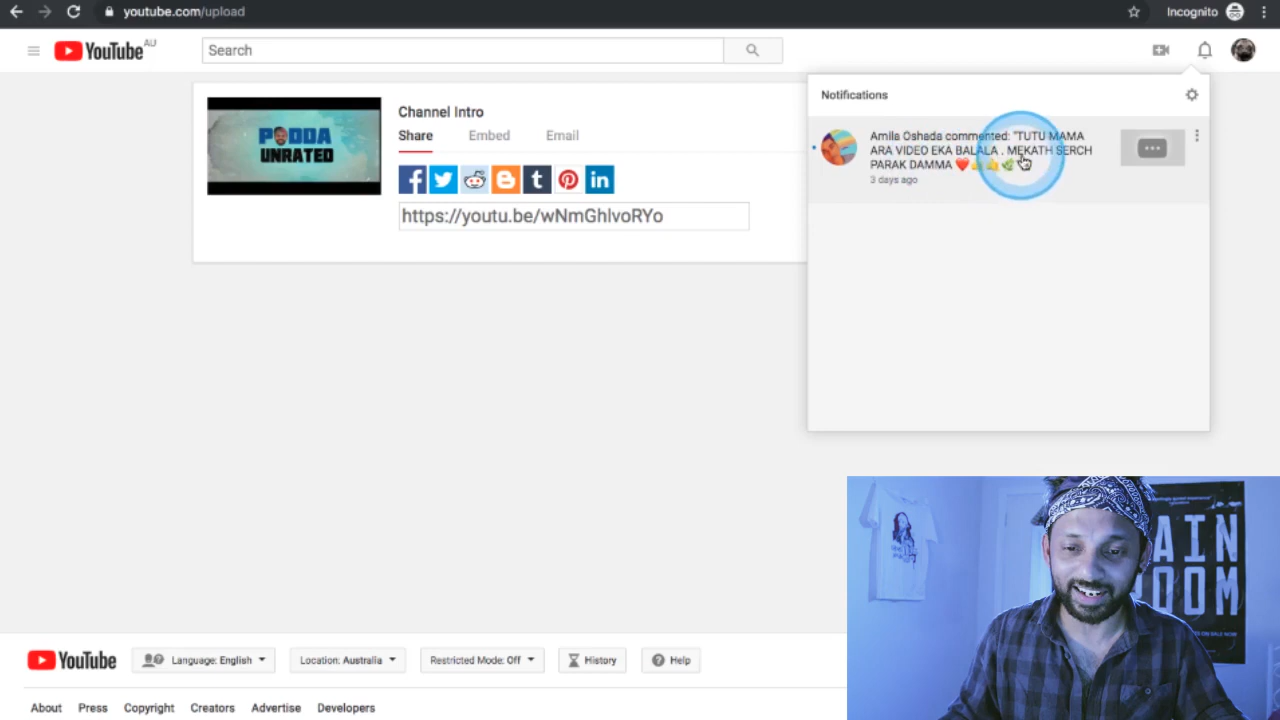 youtube.com/upload
Incognito
YouTube AU
Search
Notifications
Amila Oshada commented: "TUTU MAMA
ARA VIDEO EKA BALALA . MEKATH SERCH
PARAK DAMMA ❤️👍👍🌿
3 days ago
PODDA
UNRATED
Channel Intro
Share
Embed
Email
https://youtu.be/wNmGhlvoRYo
AIN
OOM
YouTube
Language: English
Location: Australia
Restricted Mode: Off
History
Help
About
Press
Copyright
Creators
Advertise
Developers